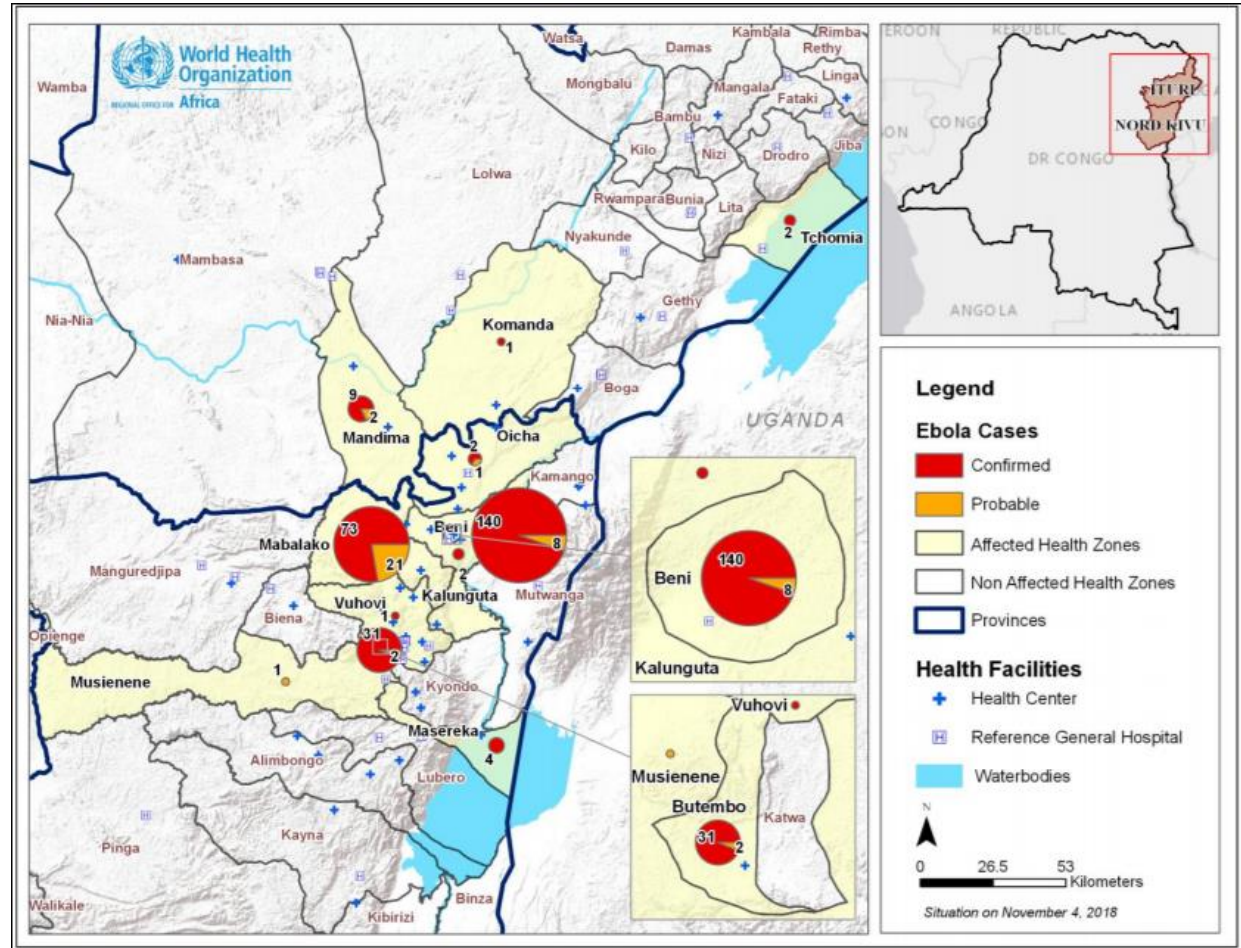 World Health
Organization
REGIONAL OFFICE FOR Africa
Watsa
Kambala
Rimba
Damas
Rethy
Wamba
Mongbalu
Mangala
Linga
Fataki
Bambu
Kilo
Nizi
Drodro
Jiba
Lolwa
Rwampara
Bunia
Lita
2
Tchomia
Nyakunde
Mambasa
Gethy
Nia-Nia
Komanda
1
Boga
9
2
Mandima
UGANDA
Oicha
2
1
Kamango
73
Beni
140
Mabalako
8
21
2
Manguredjipa
Kalunguta
Mutwanga
Vuhovi
1
Biena
Opienge
31
2
Musienene
1
Kyondo
Masereka
4
Alimbongo
Lubero
Kayna
Pinga
Walikale
Binza
Kibirizi
140
Beni
8
Kalunguta
Vuhovi
Musienene
Butembo
Katwa
31
2
EROON
REPUBLIC
ITURI
CONGO
NORD KIVU
DR CONGO
ANGOLA
Legend
Ebola Cases
Confirmed
Probable
Affected Health Zones
Non Affected Health Zones
Provinces
Health Facilities
Health Center
Reference General Hospital
Waterbodies
N
0 26.5 53
Kilometers
Situation on November 4, 2018